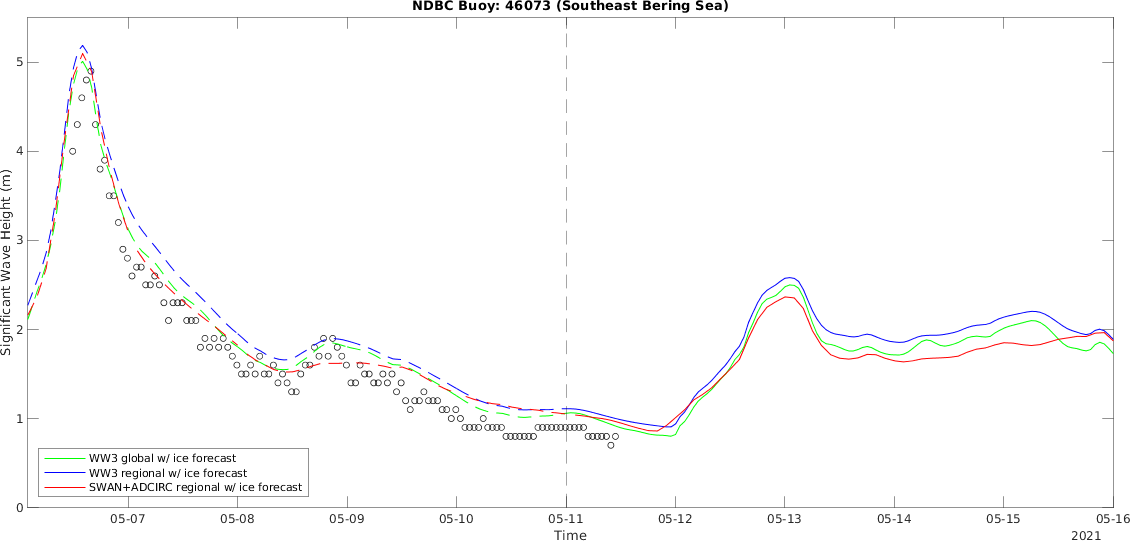 NDBC Buoy: 46073 (Southeast Bering Sea)
Significant Wave Height (m)
5
4
3
2
1
0
WW3 global w/ ice forecast
WW3 regional w/ ice forecast
SWAN+ADCIRC regional w/ ice forecast
05-07 05-08 05-09 05-10 05-11 05-12 05-13 05-14 05-15 05-16
Time
2021